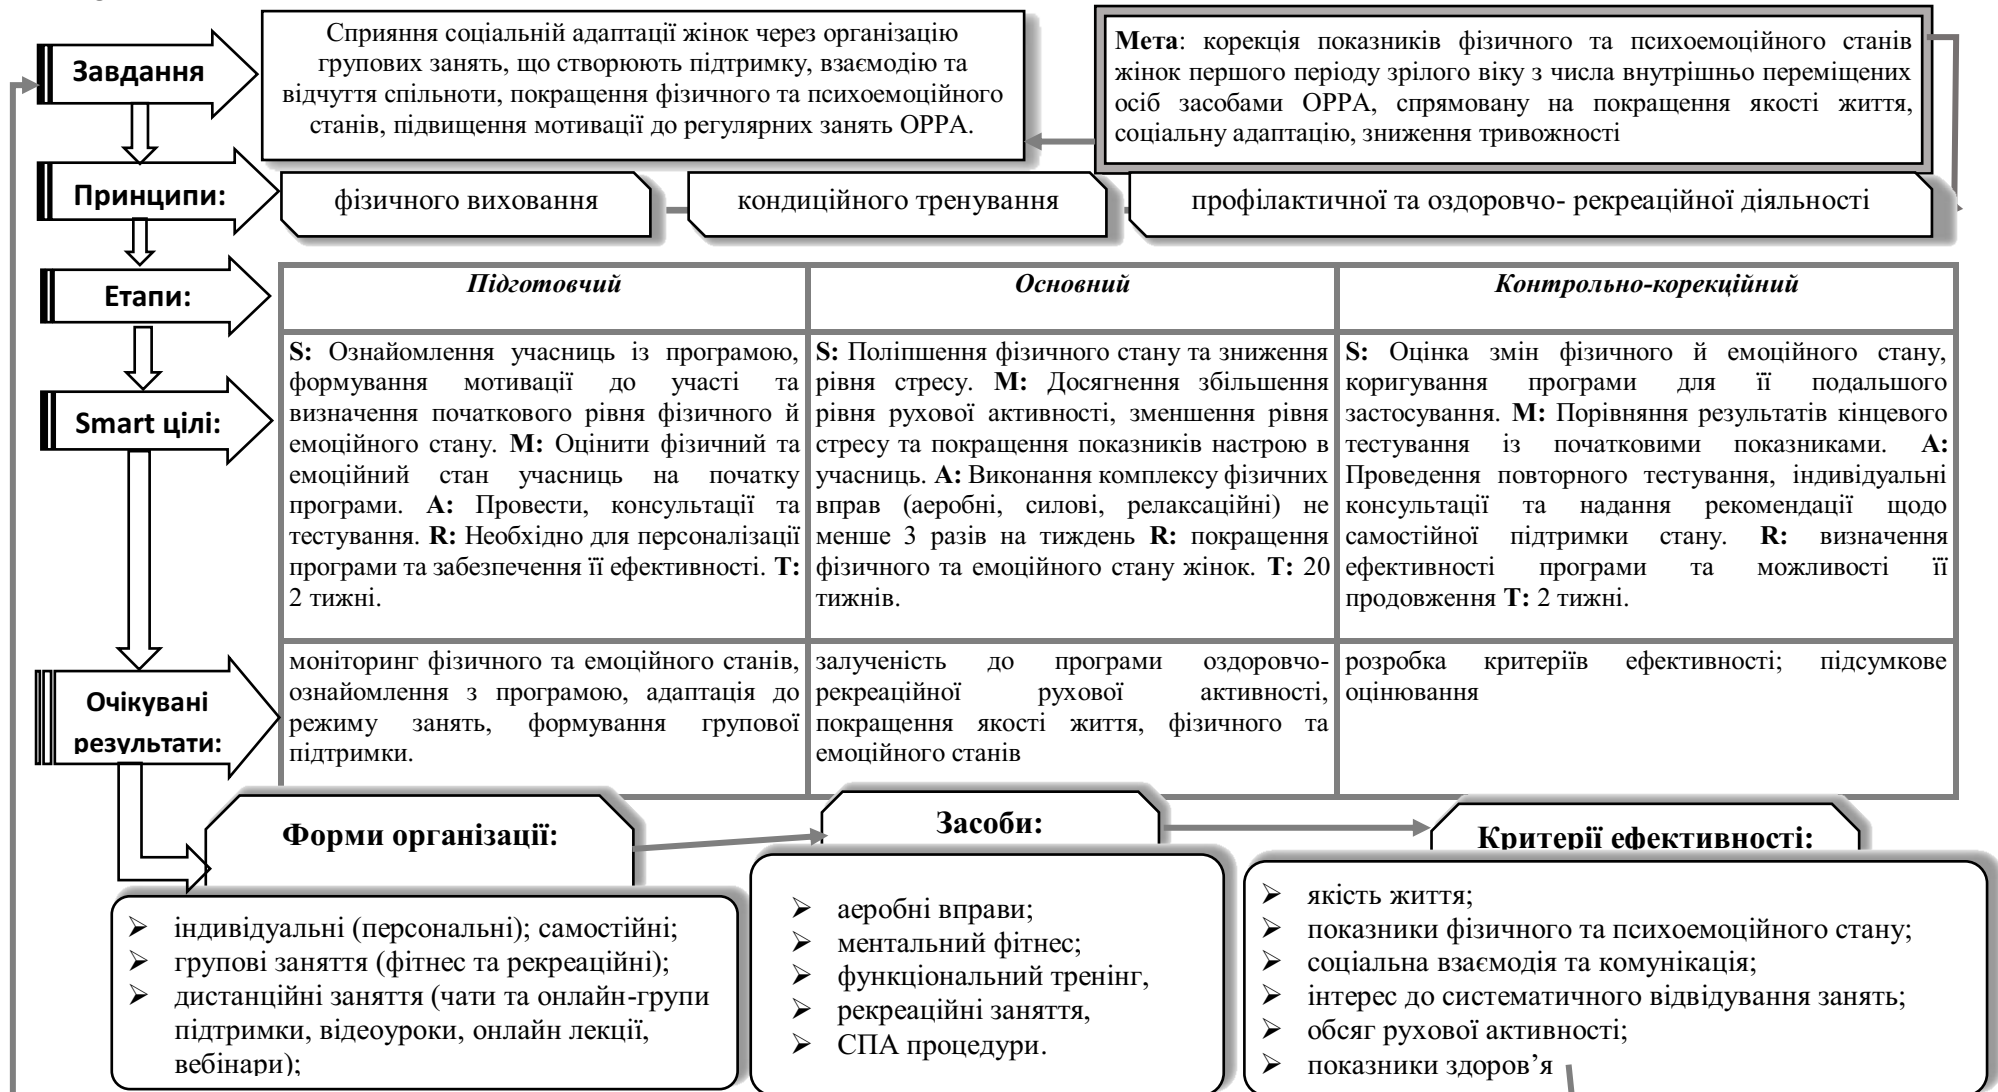 Завдання
Сприяння соціальній адаптації жінок через організацію
групових занять, що створюють підтримку, взаємодію та
відчуття спільноти, покращення фізичного та психоемоційного
станів, підвищення мотивації до регулярних занять ОРРА.
Мета: корекція показників фізичного та психоемоційного станів
жінок першого періоду зрілого віку з числа внутрішньо переміщених
осіб засобами ОРРА, спрямовану на покращення якості життя,
соціальну адаптацію, зниження тривожності
Принципи:
фізичного виховання
кондиційного тренування
профілактичної та оздоровчо- рекреаційної діяльності
Етапи:
Підготовчий
Основний
Контрольно-корекційний
Smart цілі:
S: Ознайомлення учасниць із програмою,
формування мотивації до участі та
визначення початкового рівня фізичного й
емоційного стану. M: Оцінити фізичний та
емоційний стан учасниць на початку
програми. A: Провести, консультації та
тестування. R: Необхідно для персоналізації
програми та забезпечення її ефективності. T:
2 тижні.
S: Поліпшення фізичного стану та зниження
рівня стресу. M: Досягнення збільшення
рівня рухової активності, зменшення рівня
стресу та покращення показників настрою в
учасниць. A: Виконання комплексу фізичних
вправ (аеробні, силові, релаксаційні) не
менше 3 разів на тиждень R: покращення
фізичного та емоційного стану жінок. T: 20
тижнів.
S: Оцінка змін фізичного й емоційного стану,
коригування програми для її подальшого
застосування. M: Порівняння результатів кінцевого
тестування із початковими показниками. A:
Проведення повторного тестування, індивідуальні
консультації та надання рекомендації щодо
самостійної підтримки стану. R: визначення
ефективності програми та можливості її
продовження T: 2 тижні.
Очікувані
результати:
моніторинг фізичного та емоційного станів,
ознайомлення з програмою, адаптація до
режиму занять, формування групової
підтримки.
залученість до програми оздоровчо-
рекреаційної рухової активності,
покращення якості життя, фізичного та
емоційного станів
розробка критеріїв ефективності; підсумкове
оцінювання
Форми організації:
➢ індивідуальні (персональні); самостійні;
➢ групові заняття (фітнес та рекреаційні);
➢ дистанційні заняття (чати та онлайн-групи
підтримки, відеоуроки, онлайн лекції,
вебінари);
Засоби:
➢ аеробні вправи;
➢ ментальний фітнес;
➢ функціональний тренінг,
➢ рекреаційні заняття,
➢ СПА процедури.
Критерії ефективності:
➢ якість життя;
➢ показники фізичного та психоемоційного стану;
➢ соціальна взаємодія та комунікація;
➢ інтерес до систематичного відвідування занять;
➢ обсяг рухової активності;
➢ показники здоров’я